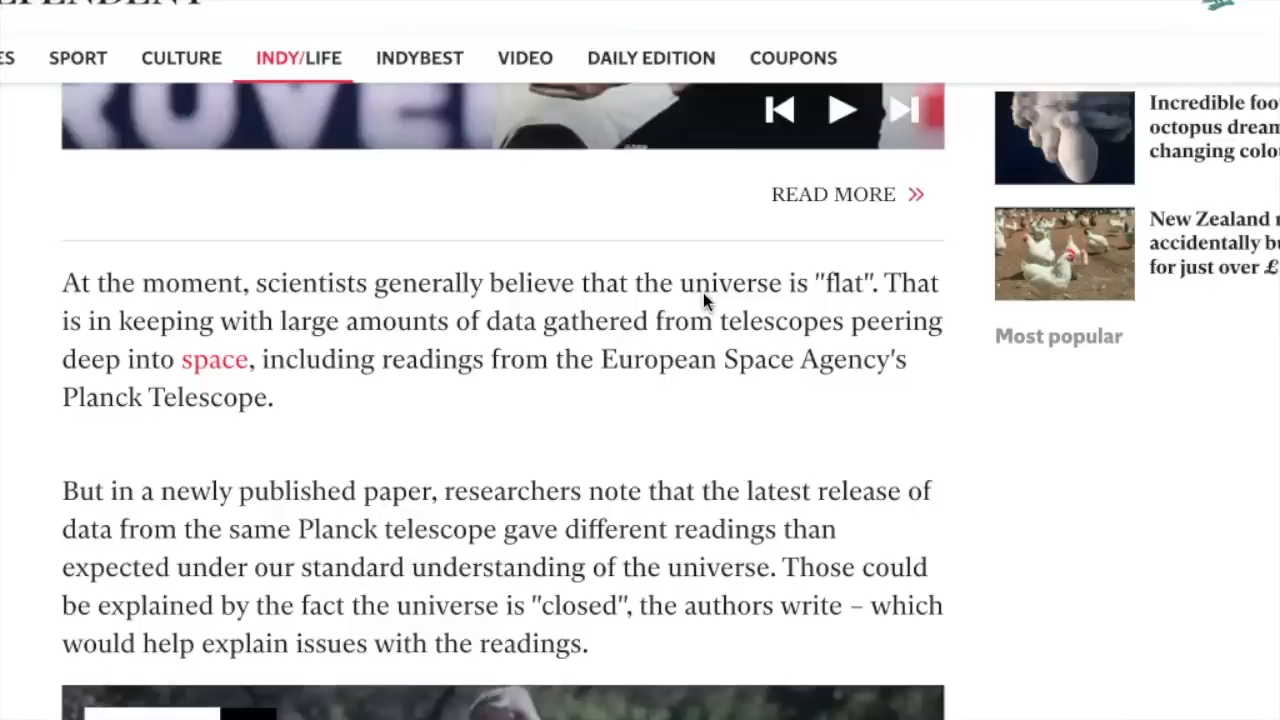 SPORT CULTURE INDY/LIFE INDYBEST VIDEO DAILY EDITION COUPONS
READ MORE
At the moment, scientists generally believe that the universe is "flat". That
is in keeping with large amounts of data gathered from telescopes peering
deep into space, including readings from the European Space Agency's
Planck Telescope.
But in a newly published paper, researchers note that the latest release of
data from the same Planck telescope gave different readings than
expected under our standard understanding of the universe. Those could
be explained by the fact the universe is "closed", the authors write – which
would help explain issues with the readings.
Incredible
octopus
changing
New Zealand
accidentally
for just over £
Most popular